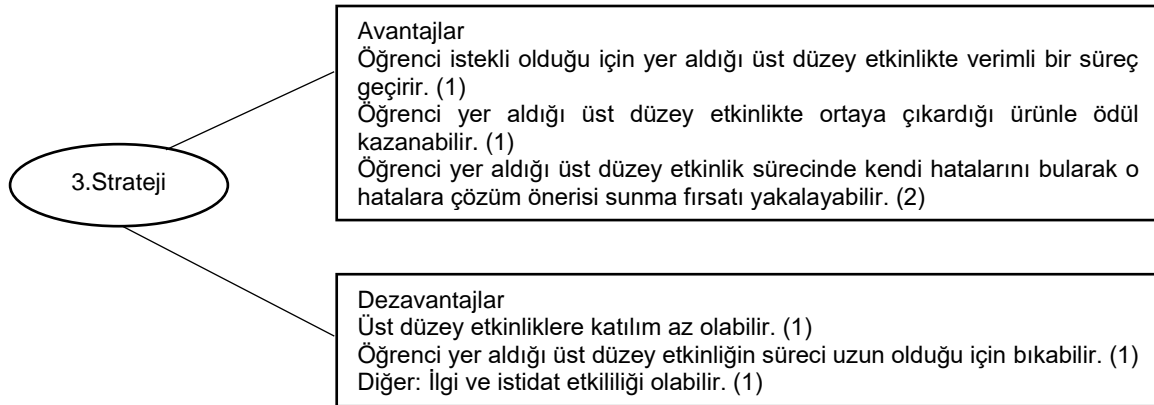 Avantajlar
Öğrenci istekli olduğu için yer aldığı üst düzey etkinlikte verimli bir süreç
geçirir. (1)
Öğrenci yer aldığı üst düzey etkinlikte ortaya çıkardığı ürünle ödül
kazanabilir. (1)
Öğrenci yer aldığı üst düzey etkinlik sürecinde kendi hatalarını bularak o
hatalara çözüm önerisi sunma fırsatı yakalayabilir. (2)
3.Strateji
Dezavantajlar
Üst düzey etkinliklere katılım az olabilir. (1)
Öğrenci yer aldığı üst düzey etkinliğin süreci uzun olduğu için bıkabilir. (1)
Diğer: İlgi ve istidat etkililiği olabilir. (1)